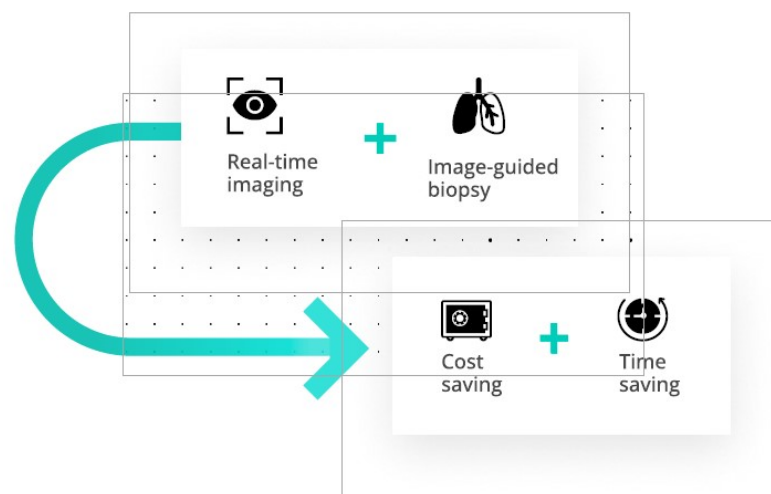 Real-time
imaging
+
Image-guided
biopsy
Cost
saving
+
Time
saving